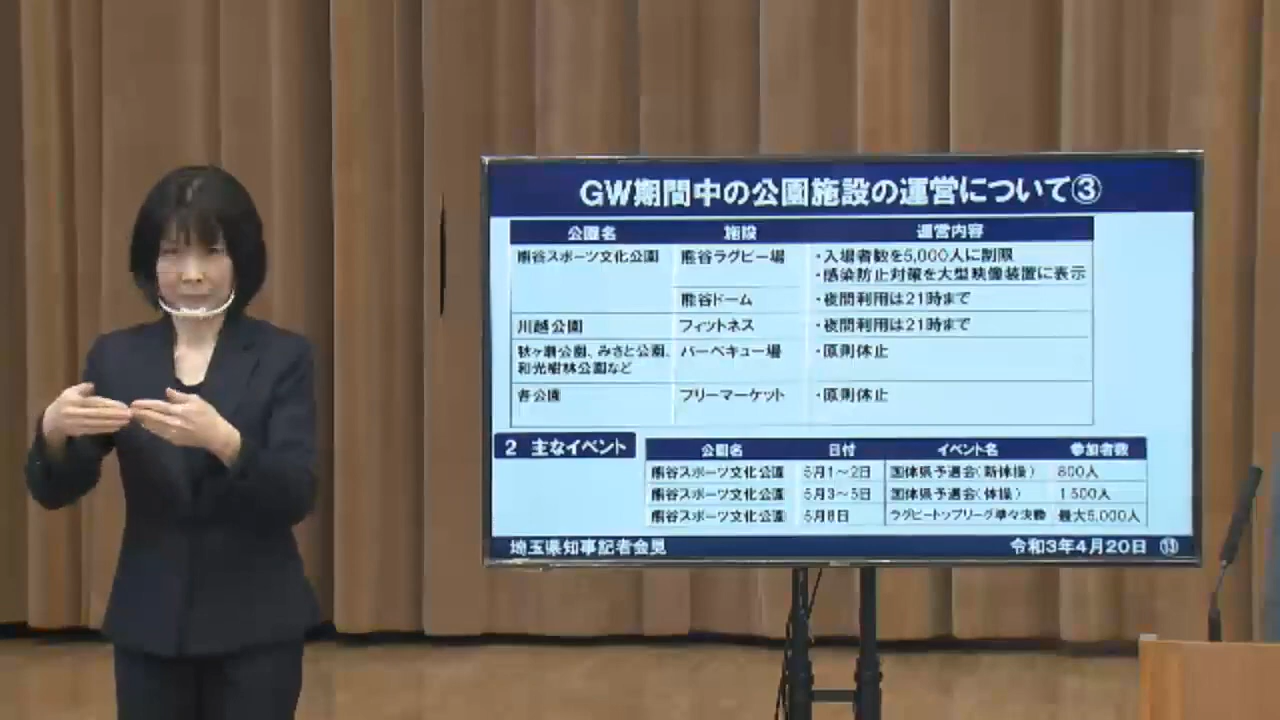 GW期間中の公園施設の運営について③
公園名 施設 運営内容
熊谷スポーツ文化公園 熊谷ラグビー場 ・入場者数を5,000人に制限
・感染防止対策を大型映像装置に表示
熊谷ドーム ・夜間利用は21時まで
川越公園 フィットネス ・夜間利用は21時まで
秋ヶ瀬公園、みさと公園、 バーベキュー場 ・原則休止
和光樹林公園など
各公園 フリーマーケット ・原則休止
2 主なイベント
公園名 日付 イベント名 参加者数
熊谷スポーツ文化公園 5月1～2日 国体県予選会(新体操) 800人
熊谷スポーツ文化公園 5月3～5日 国体県予選会(体操) 1,500人
熊谷スポーツ文化公園 5月8日 ラグビートップリーグ準々決勝 最大5,000人
埼玉県知事記者会見 令和3年4月20日 ⑬